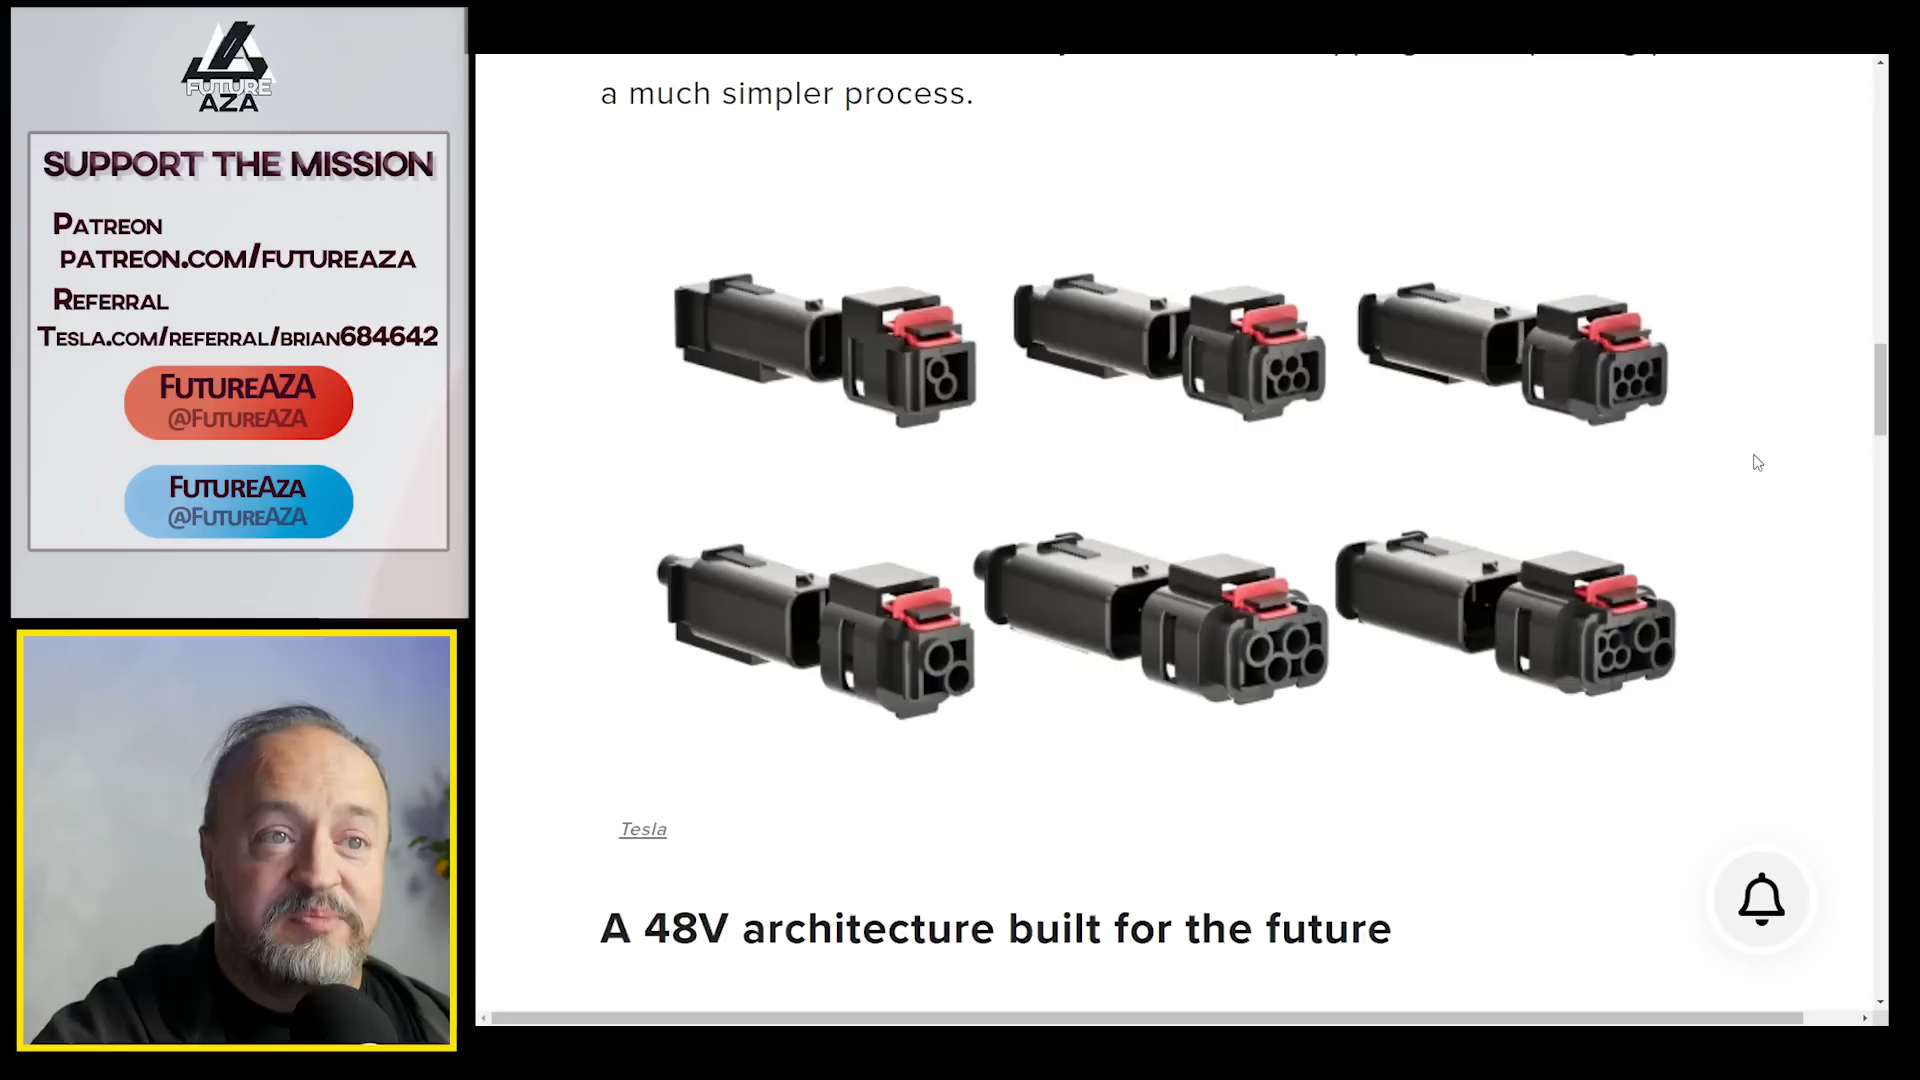 FUTURE
AZA
SUPPORT THE MISSION
PATREON
PATREON.COM/FUTUREAZA
REFERRAL
TESLA.COM/REFERRAL/BRIAN684642
FUTUREAZA
@FUTUREAZA
FUTUREAZA
@FUTUREAZA
a much simpler process.
Tesla
A 48V architecture built for the future